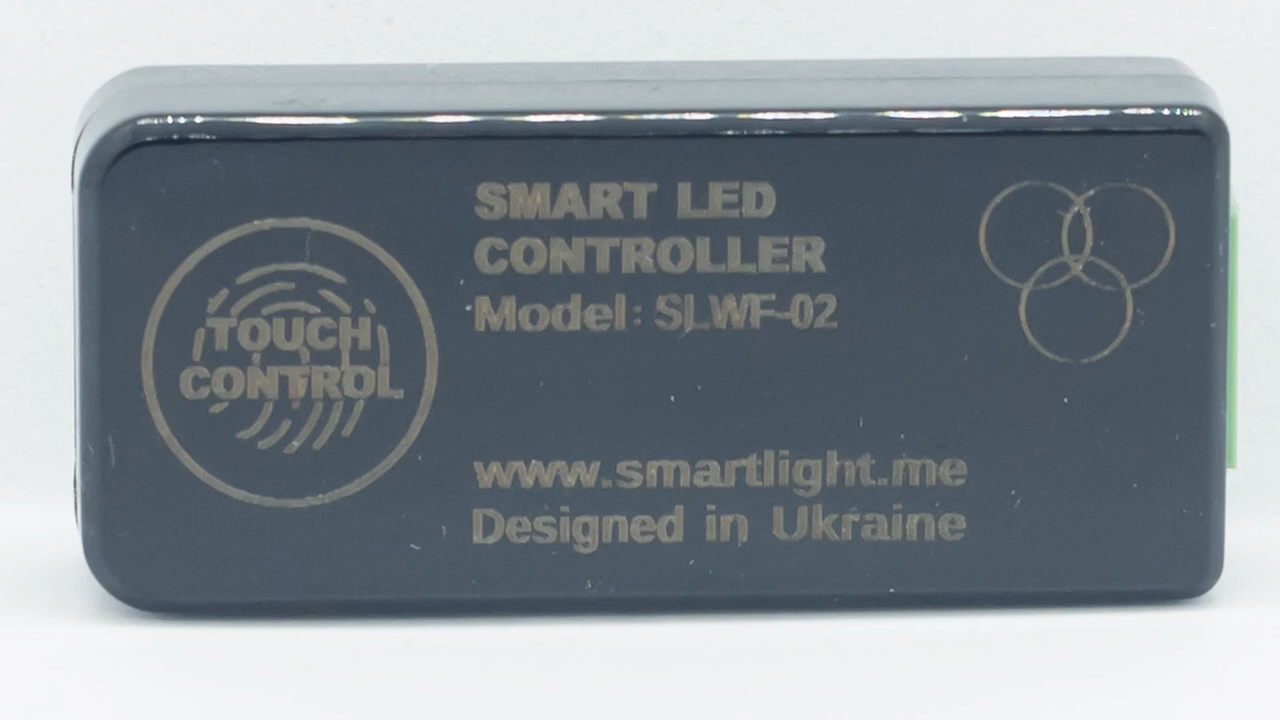 TOUCH
CONTROL
SMART LED
CONTROLLER
Model: SLWF-02
www.smartlight.me
Designed in Ukraine